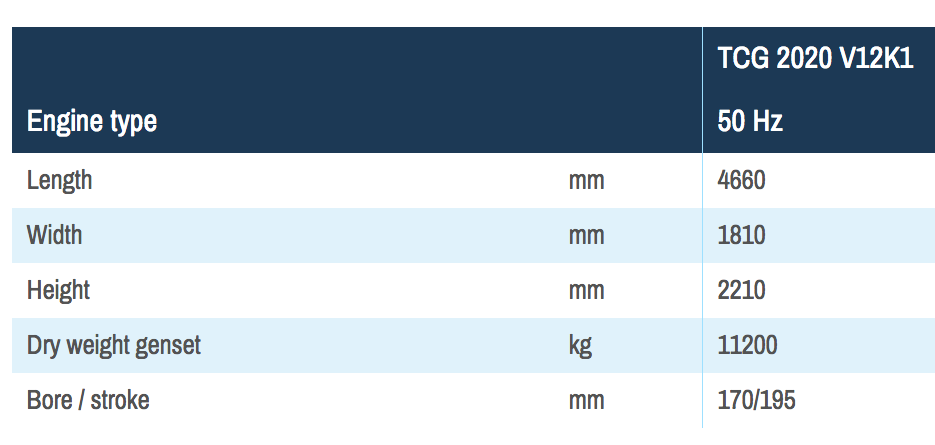 TCG 2020 V12K1
Engine type 50 Hz
Length mm 4660
Width mm 1810
Height mm 2210
Dry weight genset kg 11200
Bore / stroke mm 170/195